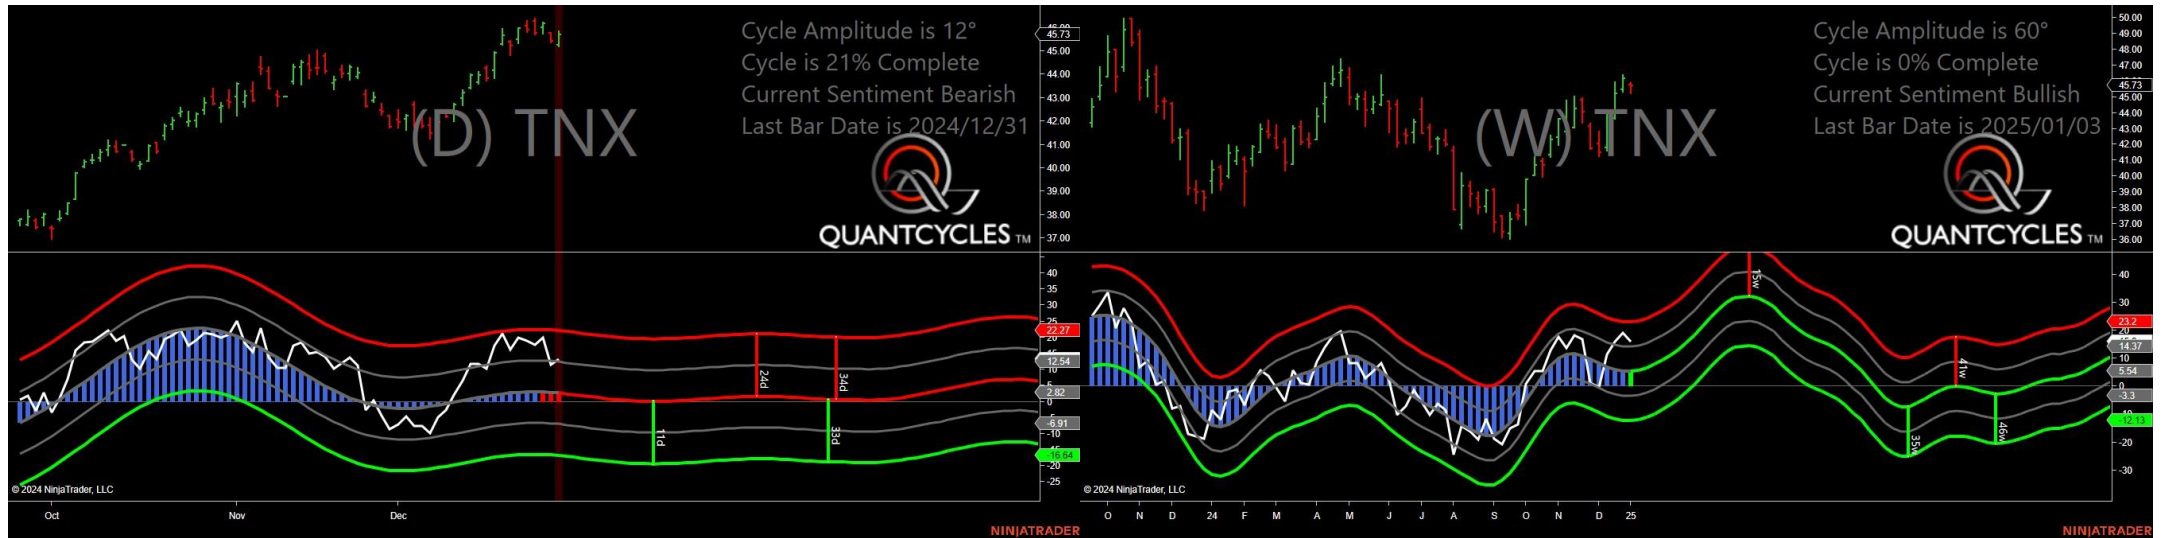 Cycle Amplitude is 12°
Cycle is 21% Complete
Current Sentiment Bearish
Last Bar Date is 2024/12/31
(D) TNX
QUANTCYCLES TM
45.73
45.00
44.00
43.00
42.00
41.00
40.00
39.00
38.00
37.00
40
35
30
25
22.27
20
12.54
10
5
2.82
0
-6.91
-10
-16.64
-20
-25
24d
34d
11d
33d
© 2024 NinjaTrader, LLC
Oct Nov Dec
NINJATRADER
Cycle Amplitude is 60°
Cycle is 0% Complete
Current Sentiment Bullish
Last Bar Date is 2025/01/03
(W) TNX
QUANTCYCLES TM
50.00
49.00
48.00
47.00
45.73
45.00
44.00
43.00
42.00
41.00
40.00
39.00
38.00
37.00
36.00
40
30
23.2
20
14.37
10
5.54
0
-3.3
-12.13
-20
-30
15w
41w
35w
46w
© 2024 NinjaTrader, LLC
O N D 24 F M A M J J A S O N D 25
NINJATRADER